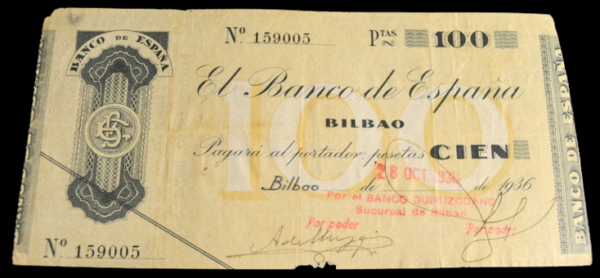 BANCO DE ESPAÑA
Nº 159005
PTAS 100
El Banco de España
100
BILBAO
Pagará al portador pesetas CIEN
28 OCT. 1936
Bilbao de de 1936
Por el BANCO GUIPUZCOANO
Sucursal de Bilbao
Por poder Por poder
Nº 159005
BANCO DE ESPAÑA